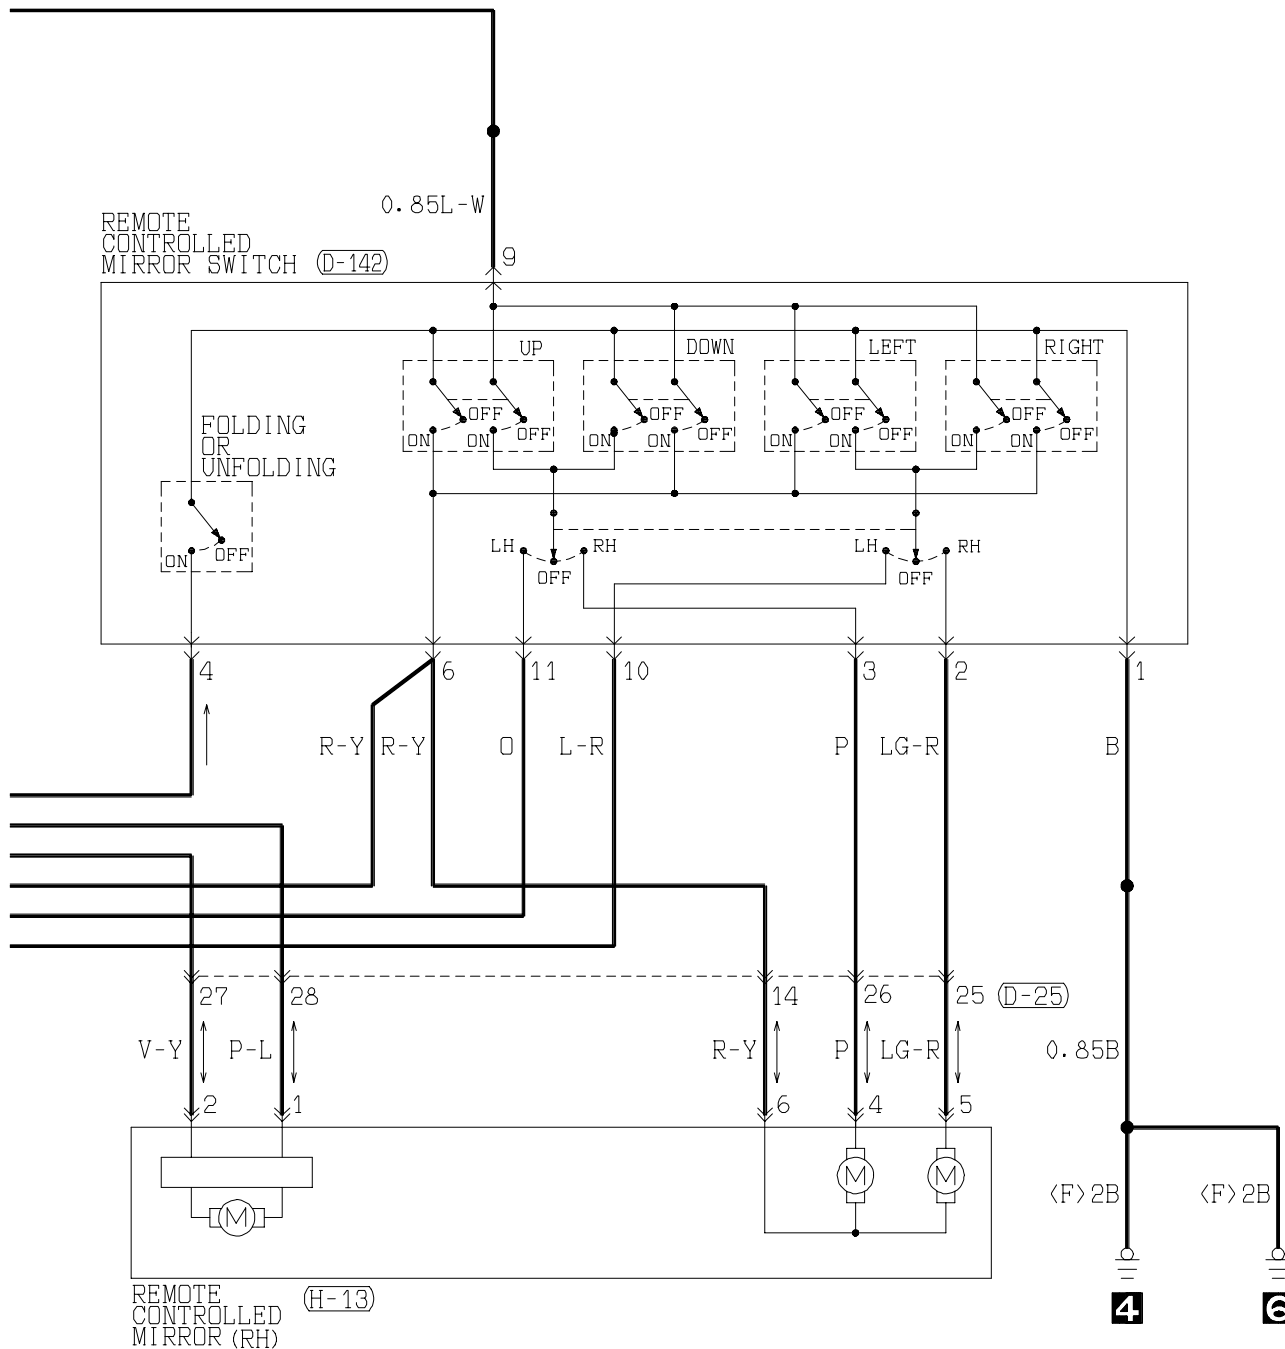 0.85L-W
REMOTE
CONTROLLED
MIRROR SWITCH (D-142)
9
UP DOWN LEFT RIGHT
OFF OFF OFF OFF
OFF OFF OFF OFF
ON ON ON ON ON ON ON ON
FOLDING
OR
UNFOLDING
ON OFF
LH RH LH RH
OFF OFF
4 6 11 10 3 2 1
R-Y R-Y O L-R P LG-R B
27 28 14 26 25 (D-25)
V-Y P-L R-Y P LG-R 0.85B
2 1 6 4 5
M M
M
<F>2B <F>2B
REMOTE
CONTROLLED
MIRROR (RH) (H-13)
4 6